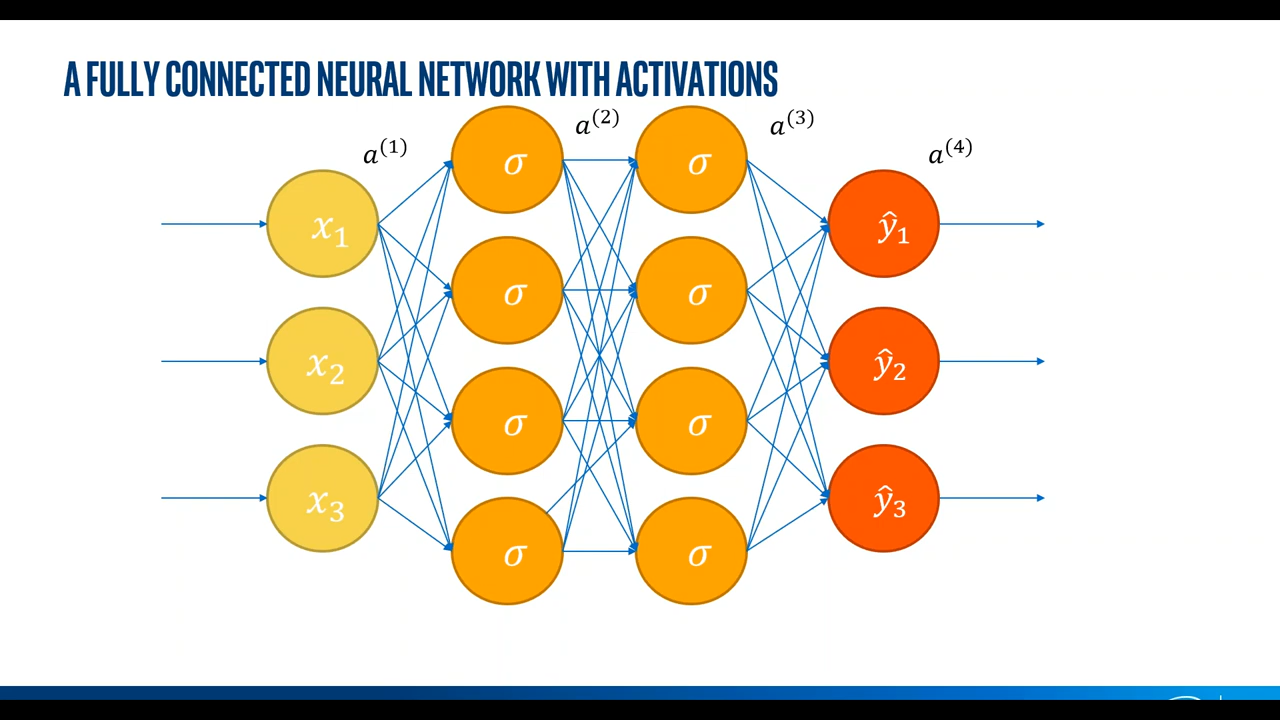 A FULLY CONNECTED NEURAL NETWORK WITH ACTIVATIONS
a⁽¹⁾
a⁽²⁾
a⁽³⁾
a⁽⁴⁾
x₁
x₂
x₃
σ
σ
σ
σ
σ
σ
σ
σ
ŷ₁
ŷ₂
ŷ₃